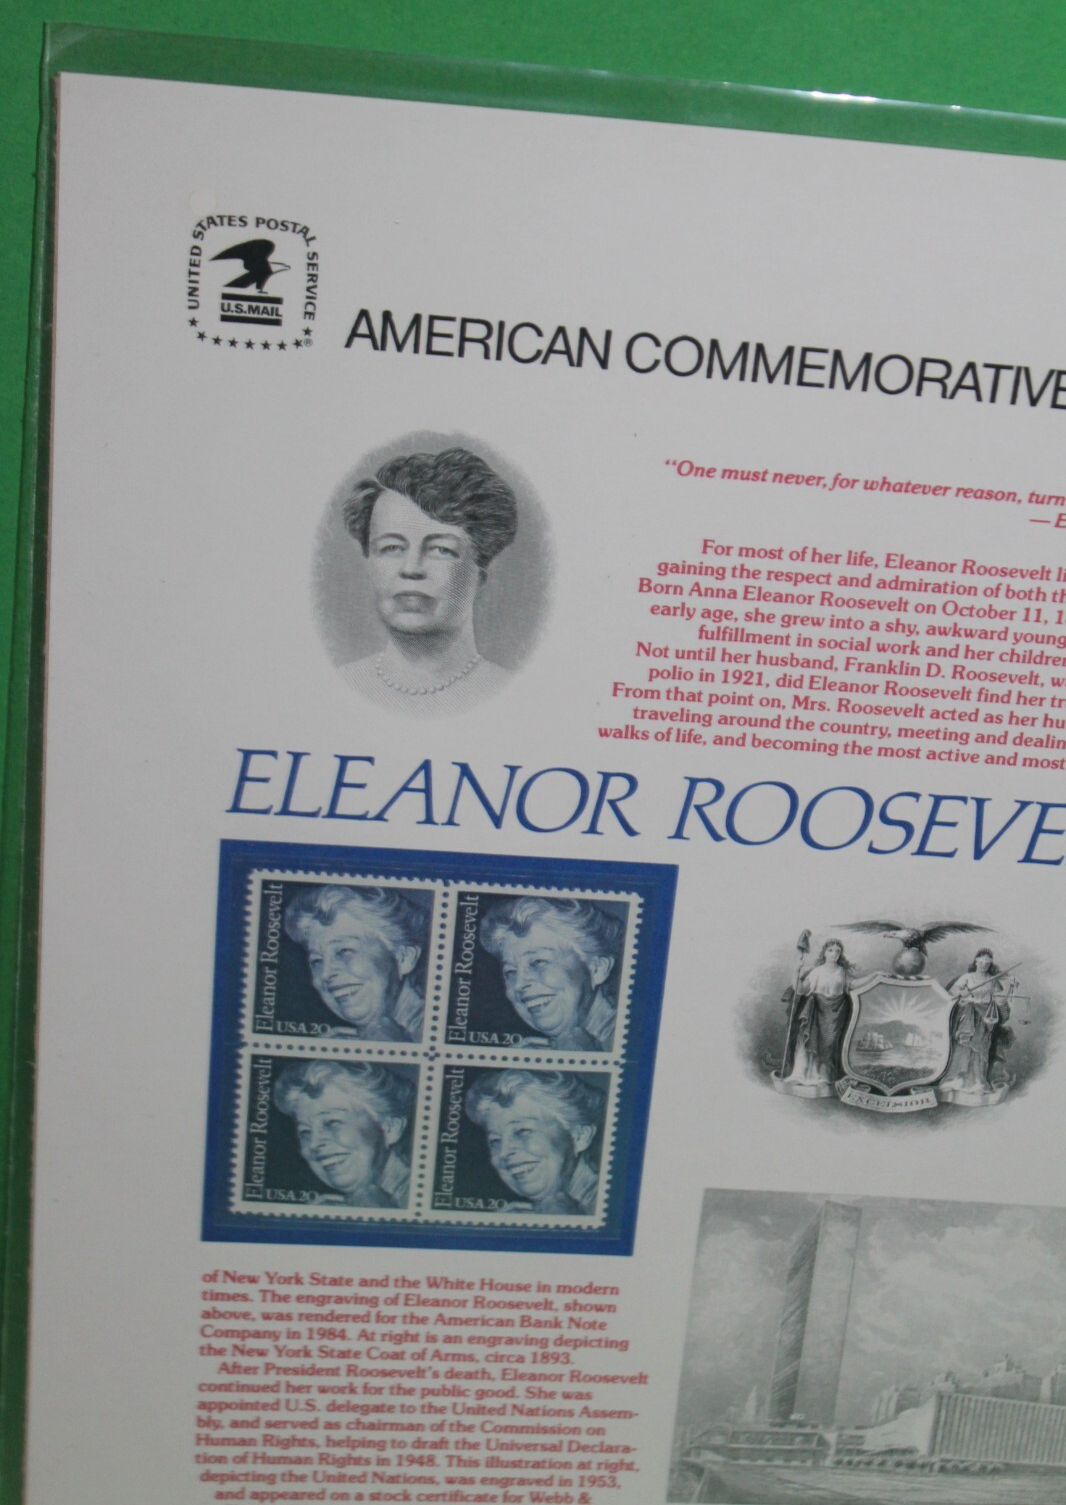 UNITED STATES POSTAL SERVICE
U.S.MAIL
®
AMERICAN COMMEMORATIVE
“One must never, for whatever reason, turn
— E
For most of her life, Eleanor Roosevelt li
gaining the respect and admiration of both th
Born Anna Eleanor Roosevelt on October 11, 1
early age, she grew into a shy, awkward young
fulfillment in social work and her children
Not until her husband, Franklin D. Roosevelt, w
polio in 1921, did Eleanor Roosevelt find her tr
From that point on, Mrs. Roosevelt acted as her hu
traveling around the country, meeting and dealin
walks of life, and becoming the most active and most
ELEANOR ROOSEVE
Eleanor Roosevelt
USA 20c
Eleanor Roosevelt
USA 20c
Eleanor Roosevelt
USA 20c
Eleanor Roosevelt
USA 20c
EXCELSIOR
of New York State and the White House in modern
times. The engraving of Eleanor Roosevelt, shown
above, was rendered for the American Bank Note
Company in 1984. At right is an engraving depicting
the New York State Coat of Arms, circa 1893.
After President Roosevelt's death, Eleanor Roosevelt
continued her work for the public good. She was
appointed U.S. delegate to the United Nations Assem-
bly, and served as chairman of the Commission on
Human Rights, helping to draft the Universal Declara-
tion of Human Rights in 1948. This illustration at right,
depicting the United Nations, was engraved in 1953,
and appeared on a stock certificate for Webb &